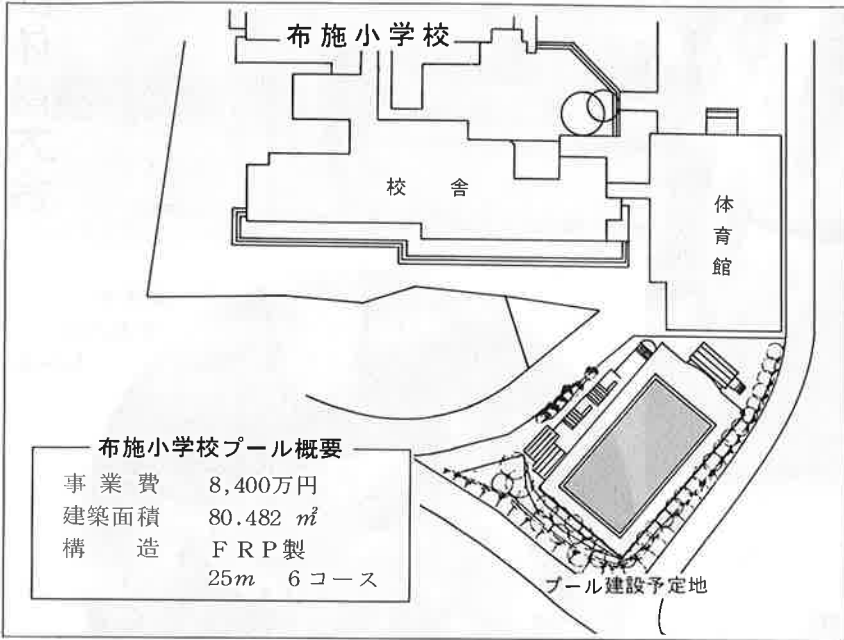 布施小学校
校舎
体育館
布施小学校プール概要
事業費 8,400万円
建築面積 80.482 ㎡
構造 FRP製
25m 6コース
プール建設予定地